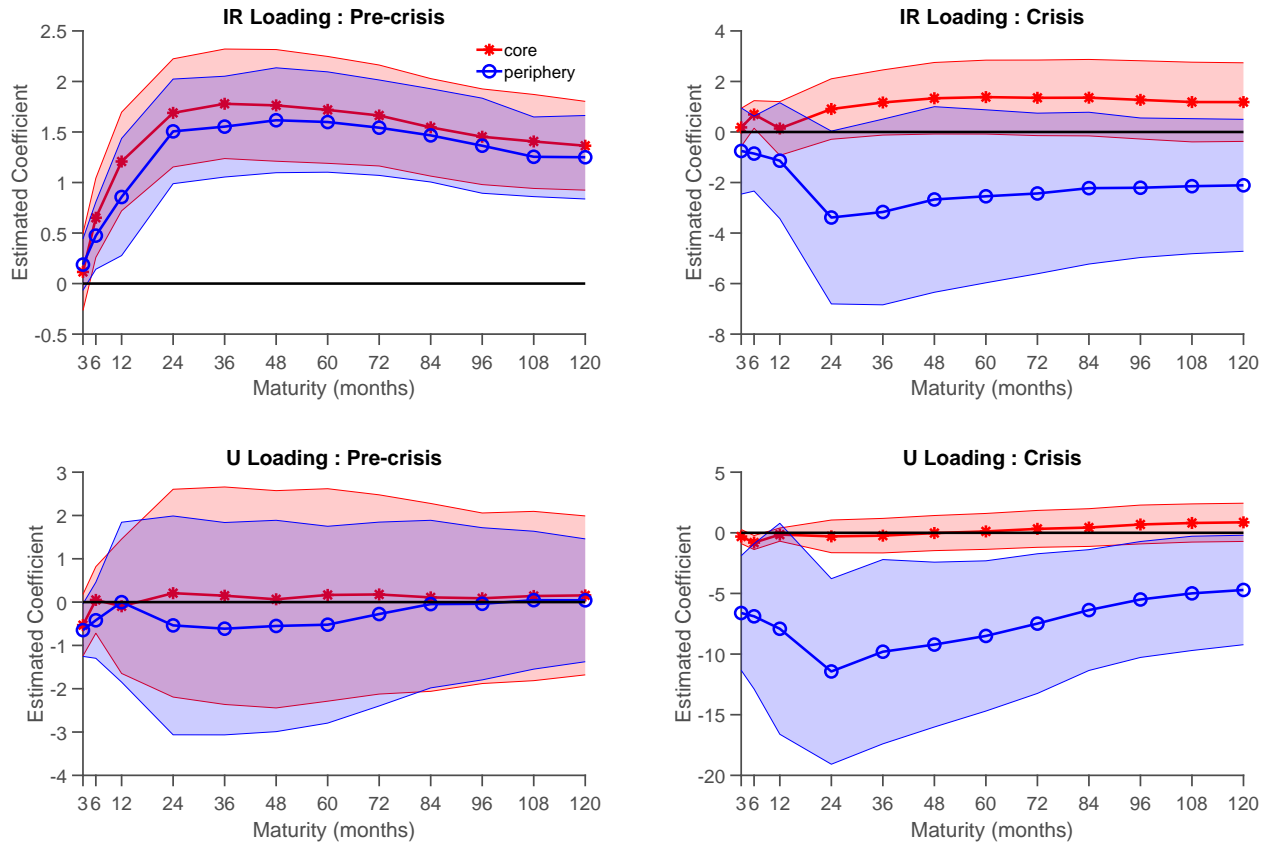 IR Loading : Pre-crisis
Estimated Coefficient
2.5
2
1.5
1
0.5
0
-0.5
core
periphery
3 6 12 24 36 48 60 72 84 96 108 120
Maturity (months)
IR Loading : Crisis
Estimated Coefficient
4
2
0
-2
-4
-6
-8
3 6 12 24 36 48 60 72 84 96 108 120
Maturity (months)
U Loading : Pre-crisis
Estimated Coefficient
3
2
1
0
-1
-2
-3
-4
3 6 12 24 36 48 60 72 84 96 108 120
Maturity (months)
U Loading : Crisis
Estimated Coefficient
5
0
-5
-10
-15
-20
3 6 12 24 36 48 60 72 84 96 108 120
Maturity (months)